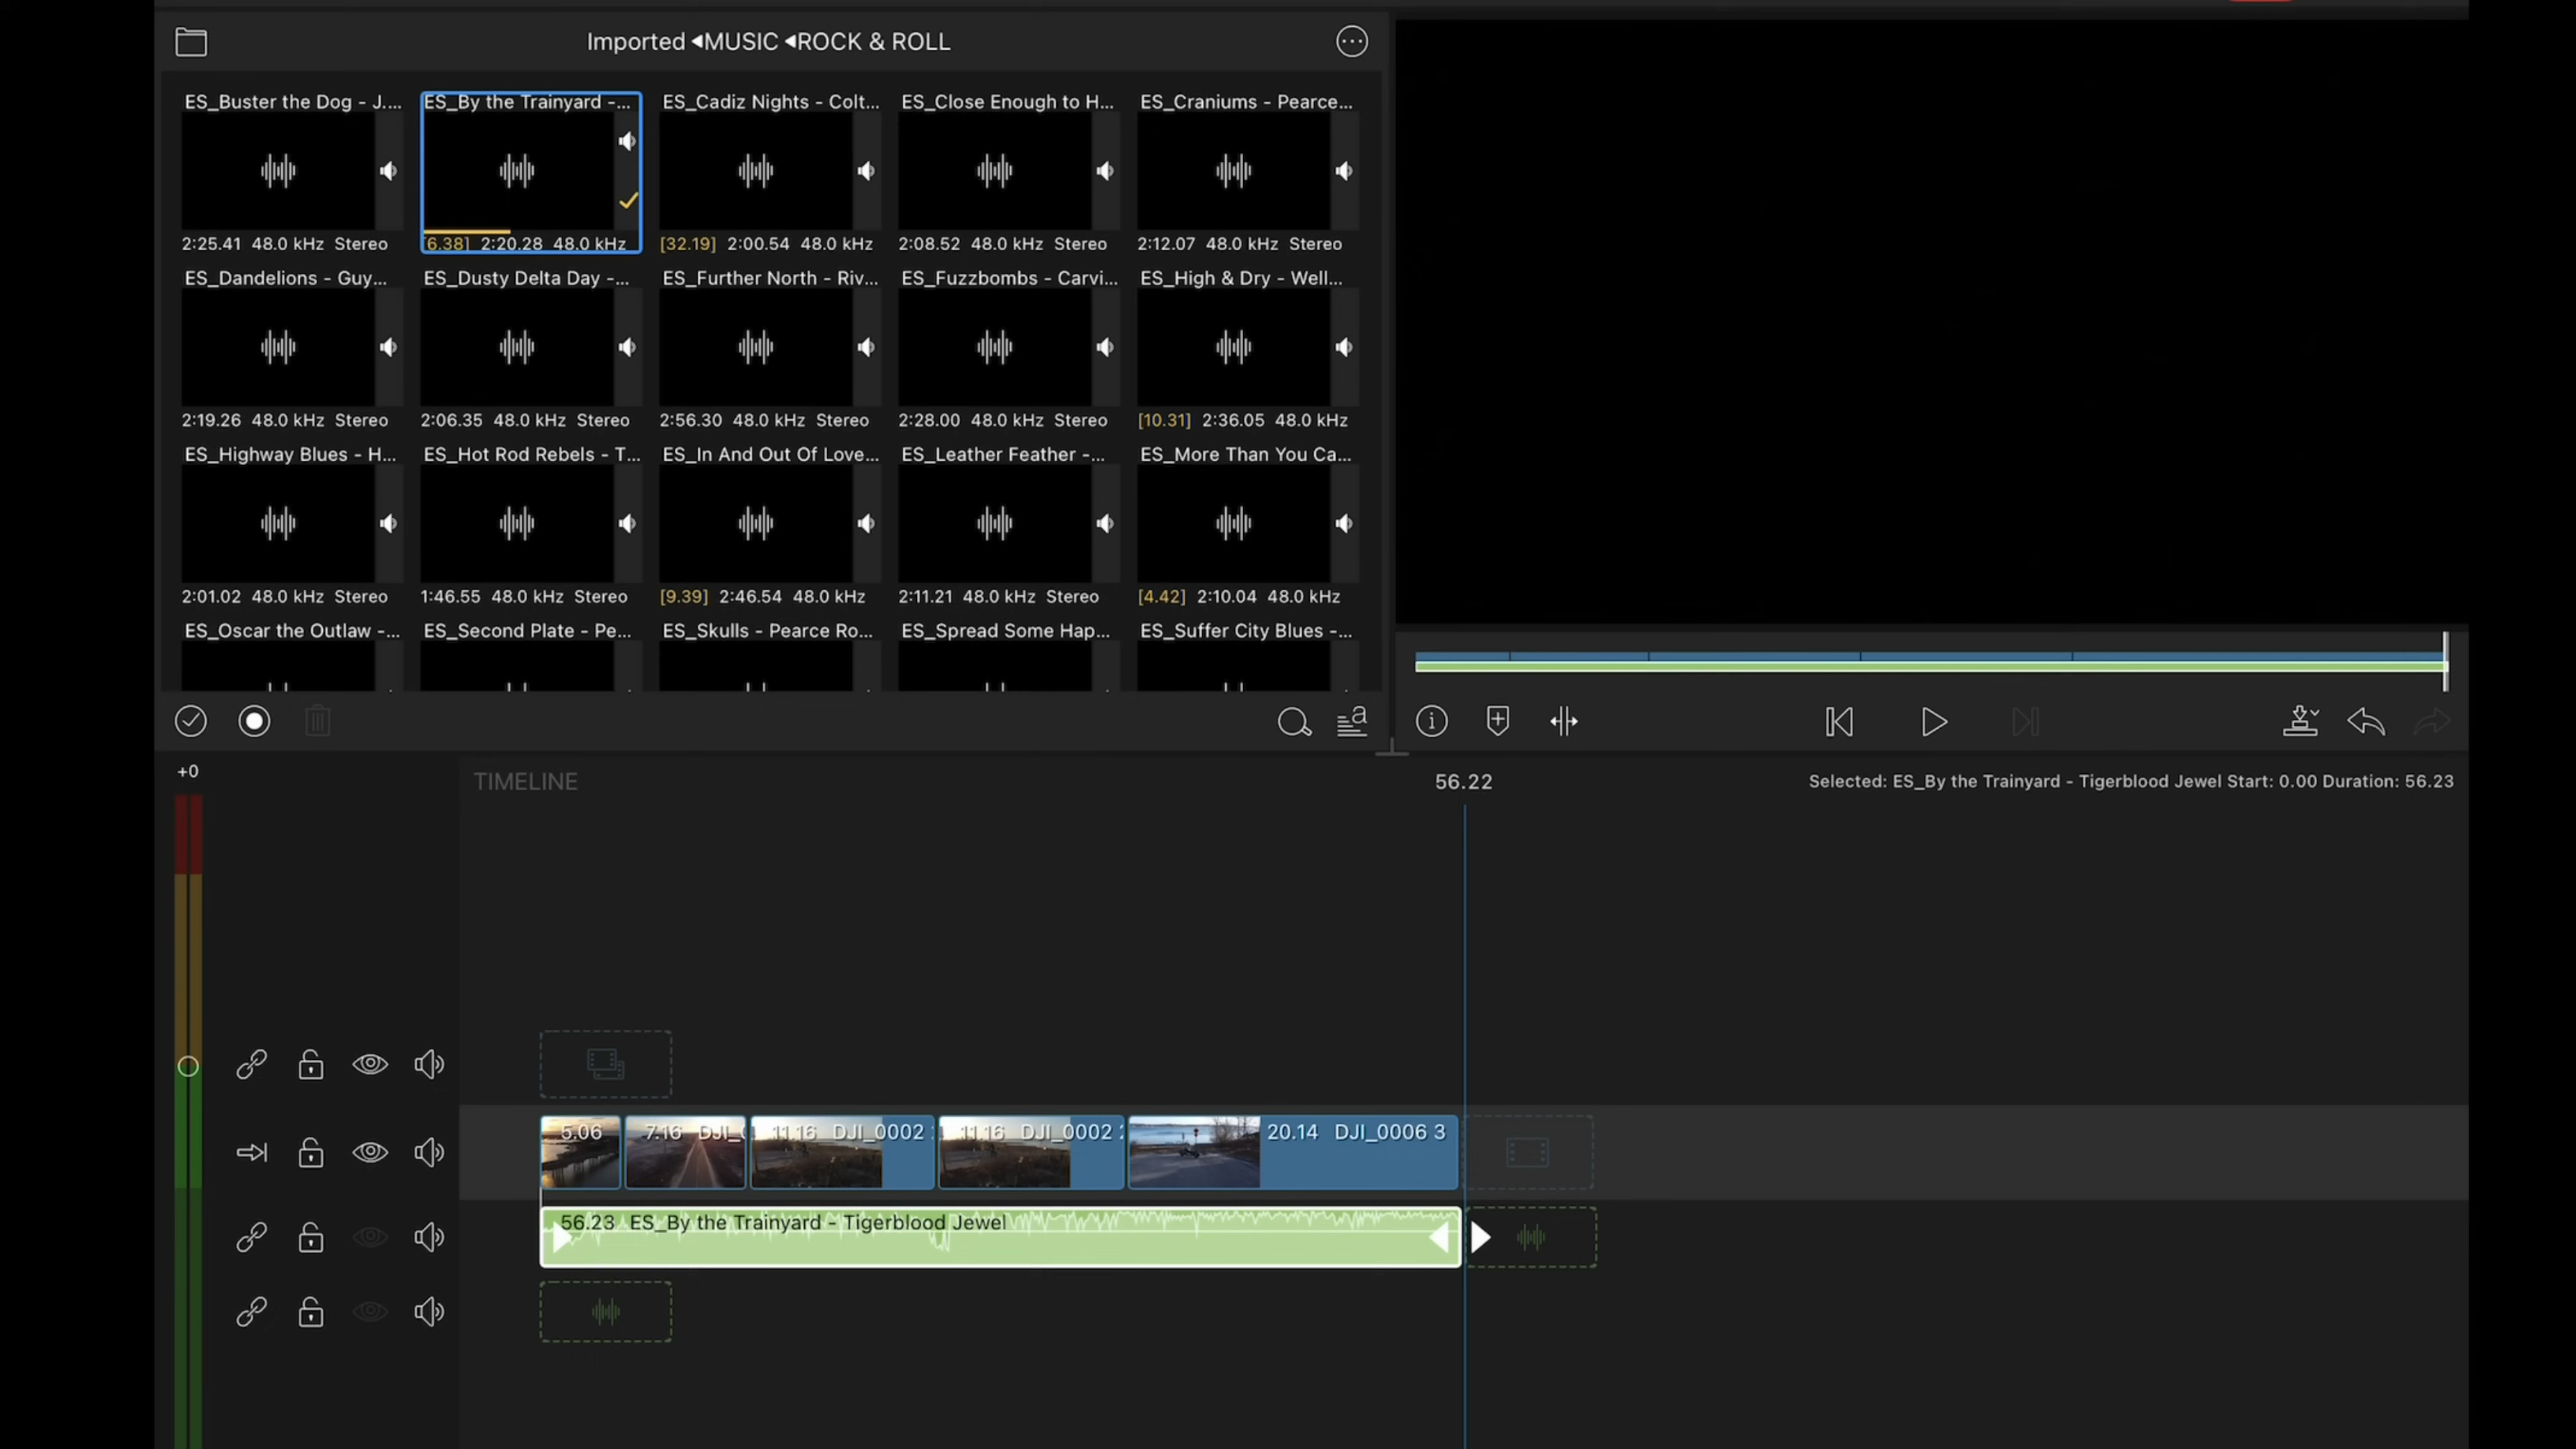 Imported ◀MUSIC ◀ROCK & ROLL
ES_Buster the Dog - J.... ES_By the Trainyard -... ES_Cadiz Nights - Colt... ES_Close Enough to H... ES_Craniums - Pearce...
2:25.41 48.0 kHz Stereo [6.38] 2:20.28 48.0 kHz [32.19] 2:00.54 48.0 kHz 2:08.52 48.0 kHz Stereo 2:12.07 48.0 kHz Stereo
ES_Dandelions - Guy... ES_Dusty Delta Day -... ES_Further North - Riv... ES_Fuzzbombs - Carvi... ES_High & Dry - Well...
2:19.26 48.0 kHz Stereo 2:06.35 48.0 kHz Stereo 2:56.30 48.0 kHz Stereo 2:28.00 48.0 kHz Stereo [10.31] 2:36.05 48.0 kHz
ES_Highway Blues - H... ES_Hot Rod Rebels - T... ES_In And Out Of Love... ES_Leather Feather -... ES_More Than You Ca...
2:01.02 48.0 kHz Stereo 1:46.55 48.0 kHz Stereo [9.39] 2:46.54 48.0 kHz 2:11.21 48.0 kHz Stereo [4.42] 2:10.04 48.0 kHz
ES_Oscar the Outlaw -... ES_Second Plate - Pe... ES_Skulls - Pearce Ro... ES_Spread Some Hap... ES_Suffer City Blues -...
+0 TIMELINE 56.22 Selected: ES_By the Trainyard - Tigerblood Jewel Start: 0.00 Duration: 56.23
5.06 7.16 DJI_ 11.16 DJI_0002 11.16 DJI_0002 20.14 DJI_0006 3
56.23 ES_By the Trainyard - Tigerblood Jewel